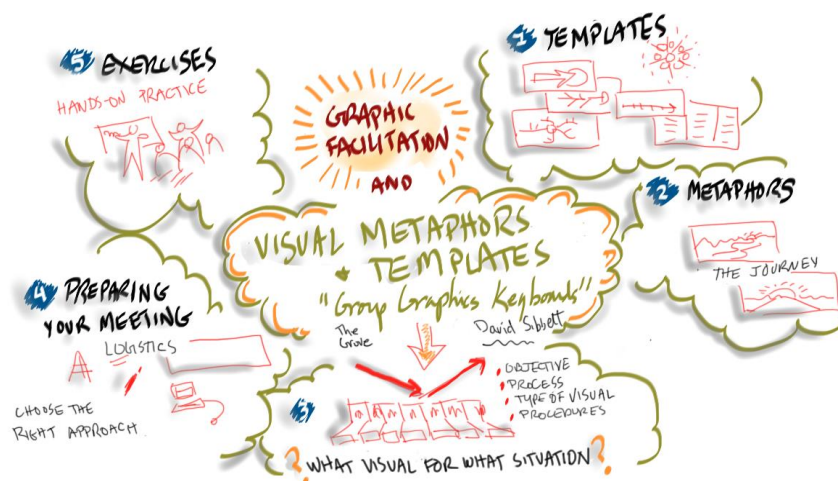 GRAPHIC
FACILITATION
AND
VISUAL METAPHORS
+ TEMPLATES
"Group Graphics Keyboards"
The
Grove
David Sibbett
1 TEMPLATES
2 METAPHORS
THE JOURNEY
3
OBJECTIVE
PROCESS
TYPE OF VISUAL
PROCEDURES
? WHAT VISUAL FOR WHAT SITUATION ?
4 PREPARING
YOUR MEETING
LOGISTICS
CHOOSE THE
RIGHT APPROACH
5 EXERCISES
HANDS-ON PRACTICE